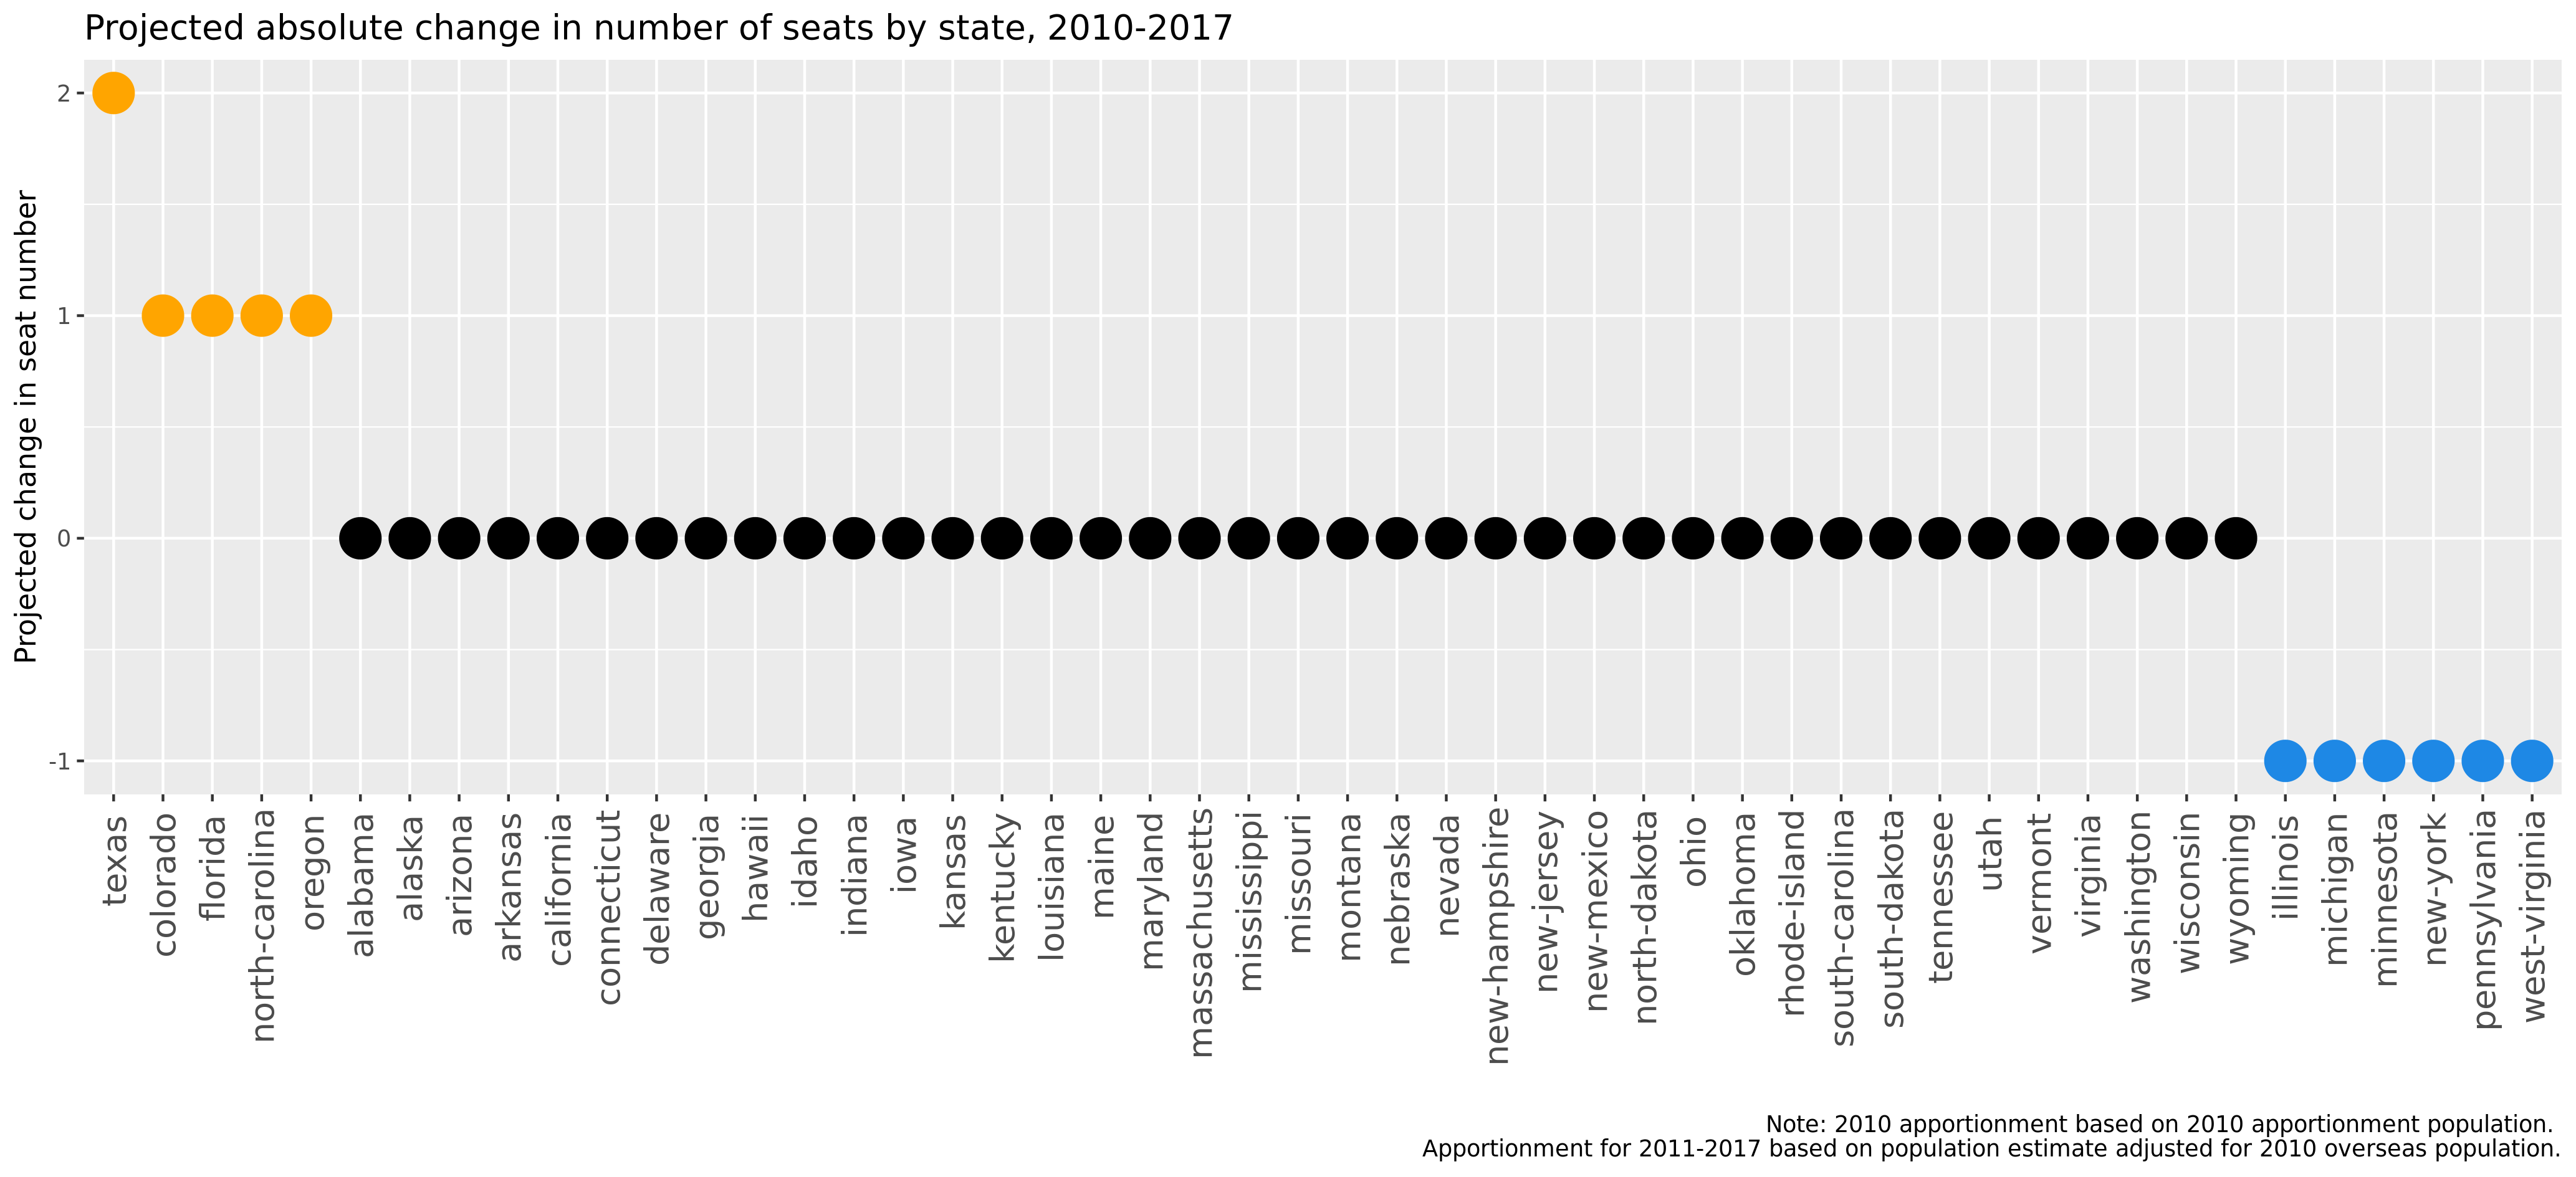 Projected absolute change in number of seats by state, 2010-2017
Projected change in seat number
2
1
0
-1
texas
colorado
florida
north-carolina
oregon
alabama
alaska
arizona
arkansas
california
connecticut
delaware
georgia
hawaii
idaho
indiana
iowa
kansas
kentucky
louisiana
maine
maryland
massachusetts
mississippi
missouri
montana
nebraska
nevada
new-hampshire
new-jersey
new-mexico
north-dakota
ohio
oklahoma
rhode-island
south-carolina
south-dakota
tennessee
utah
vermont
virginia
washington
wisconsin
wyoming
illinois
michigan
minnesota
new-york
pennsylvania
west-virginia
Note: 2010 apportionment based on 2010 apportionment population.
Apportionment for 2011-2017 based on population estimate adjusted for 2010 overseas population.